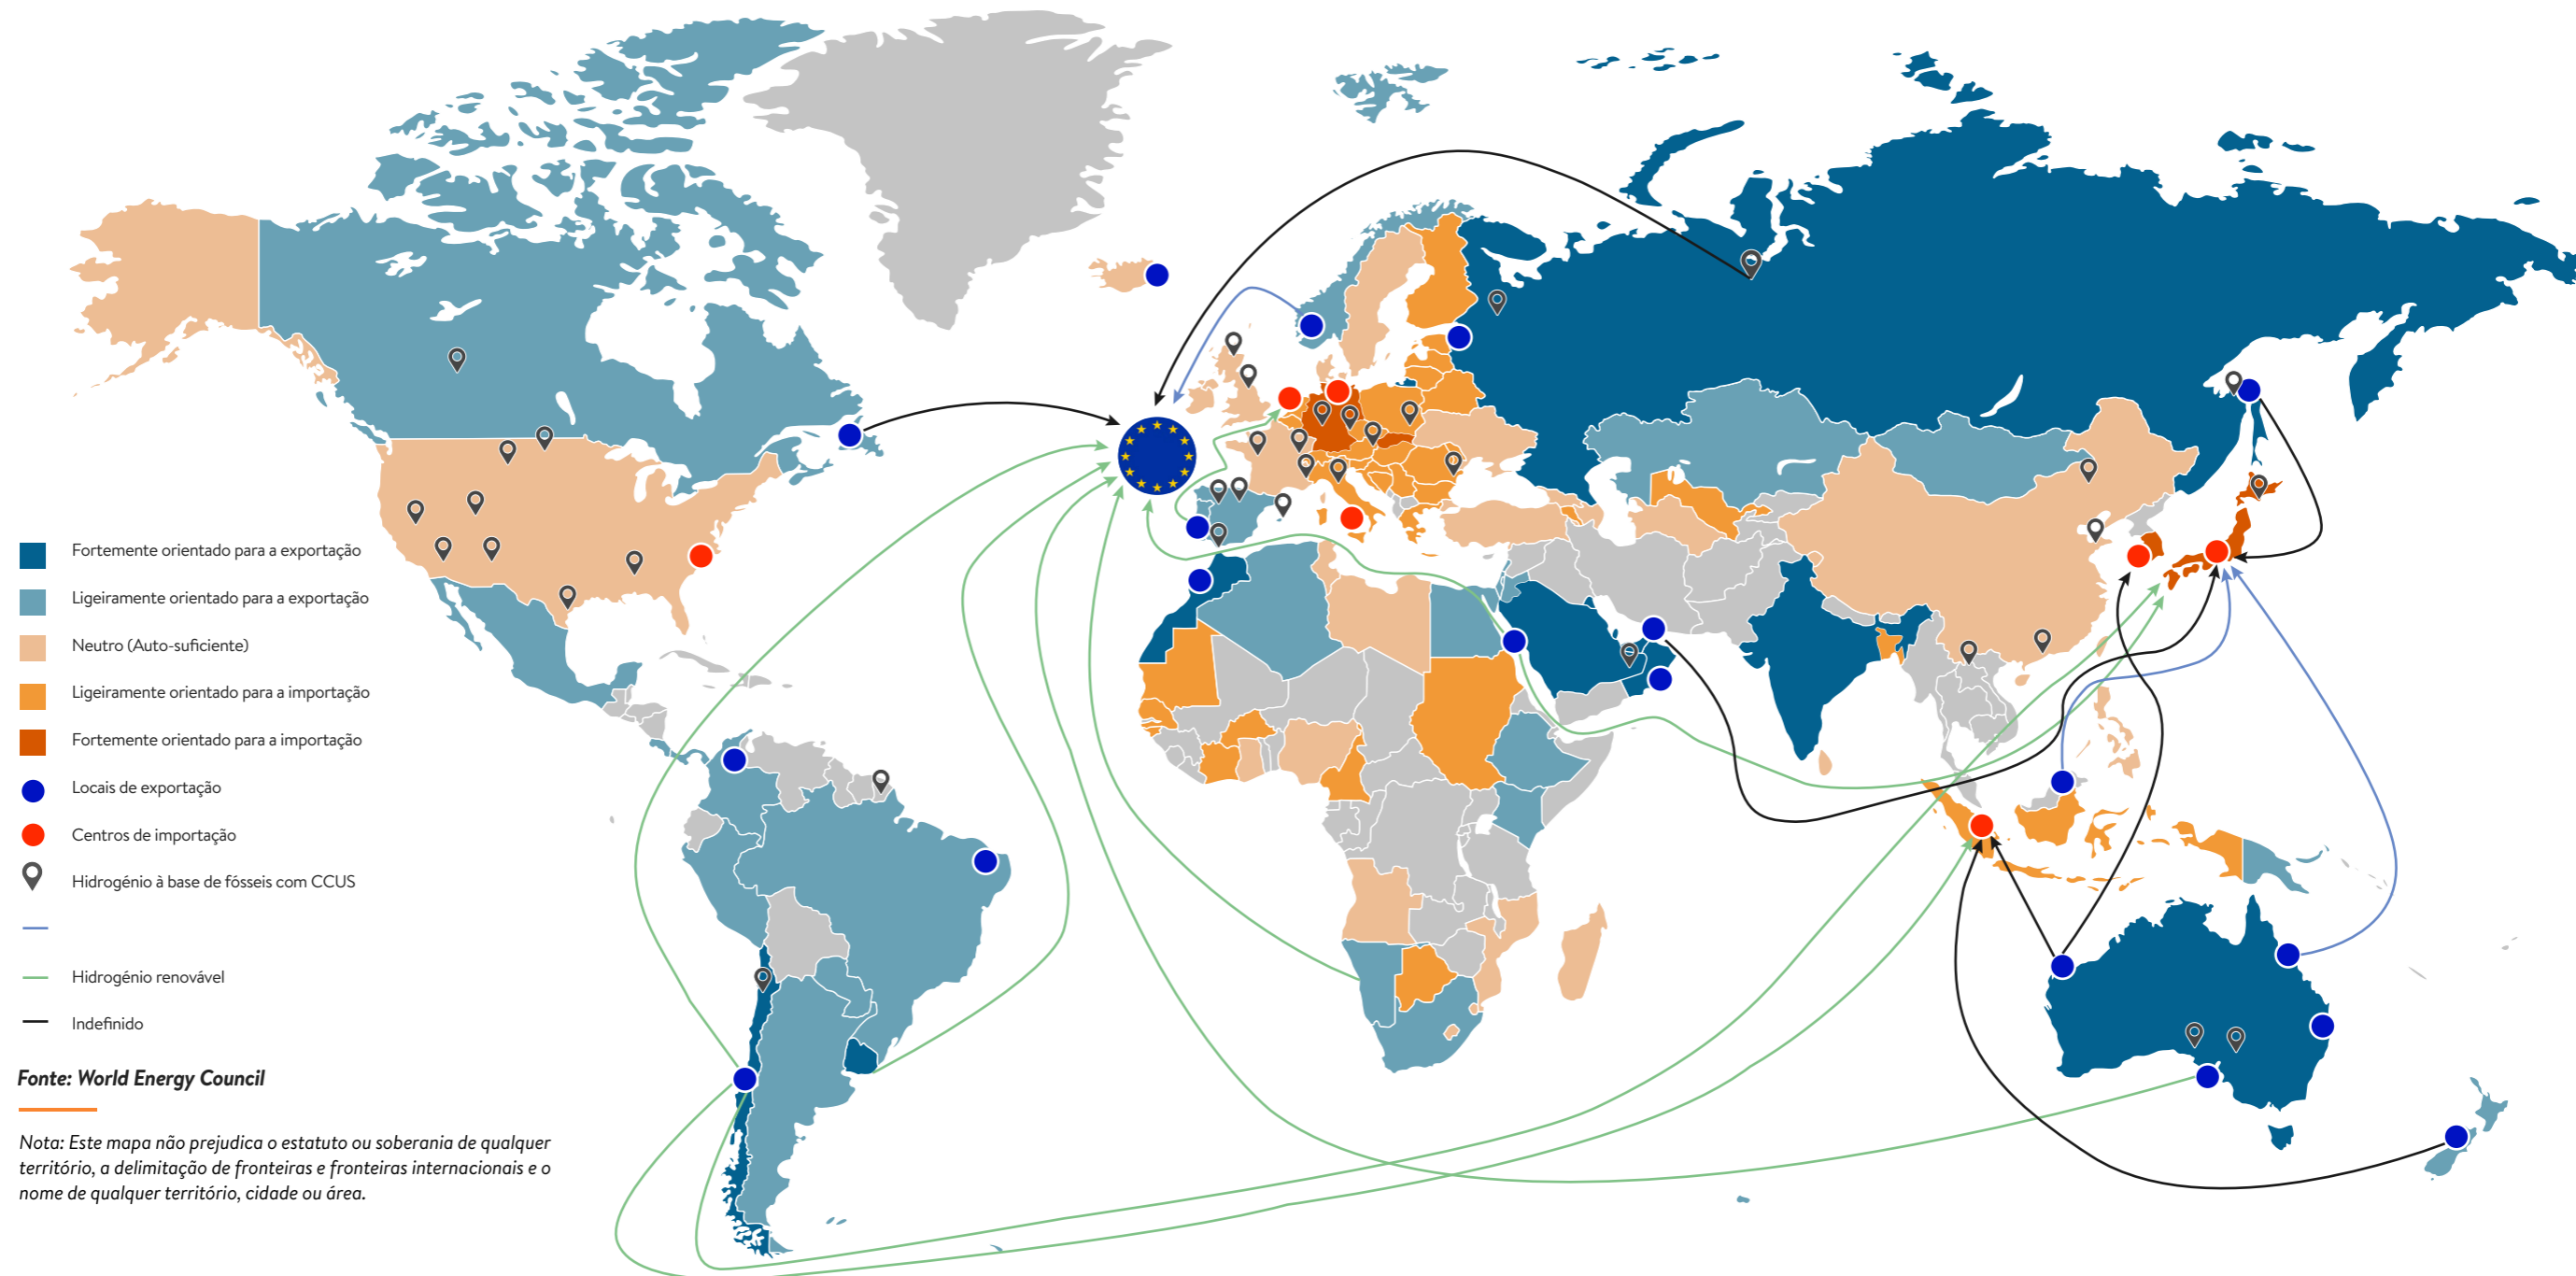 Fortemente orientado para a exportação
Ligeiramente orientado para a exportação
Neutro (Auto-suficiente)
Ligeiramente orientado para a importação
Fortemente orientado para a importação
Locais de exportação
Centros de importação
Hidrogénio à base de fósseis com CCUS
Hidrogénio renovável
Indefinido
Fonte: World Energy Council
Nota: Este mapa não prejudica o estatuto ou soberania de qualquer
território, a delimitação de fronteiras e fronteiras internacionais e o
nome de qualquer território, cidade ou área.